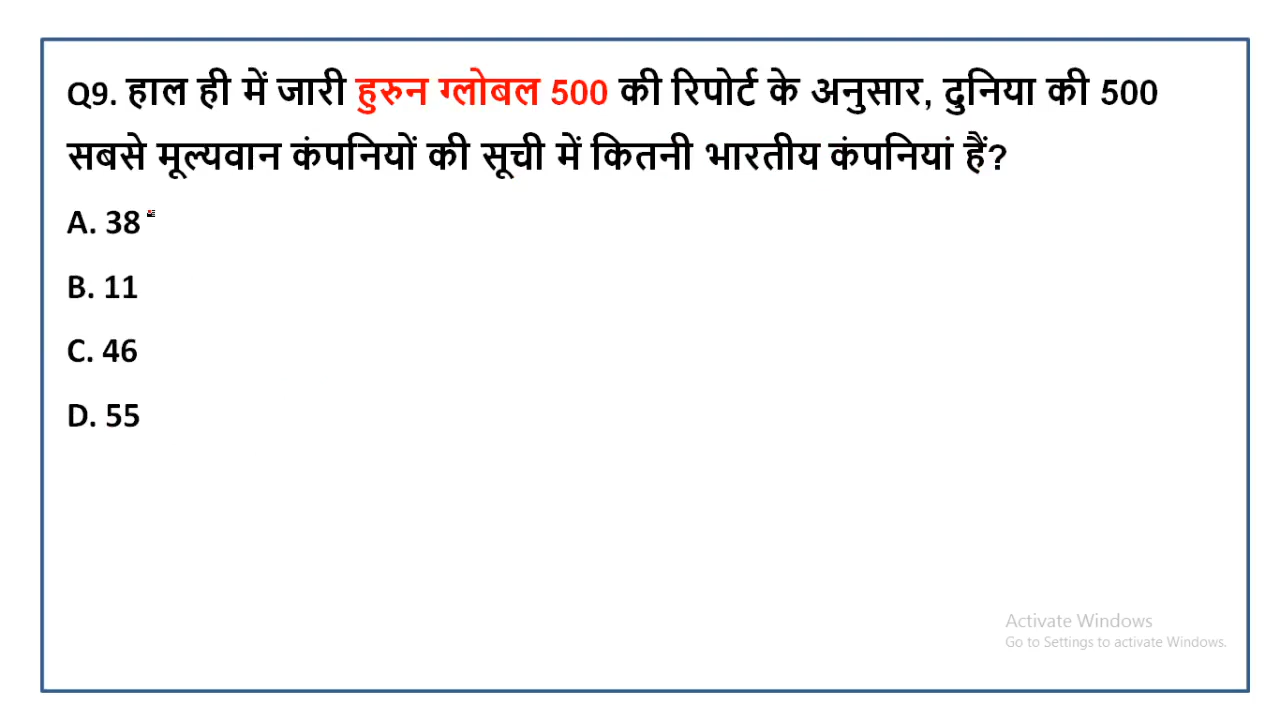 Q9. हाल ही में जारी हुरुन ग्लोबल 500 की रिपोर्ट के अनुसार, दुनिया की 500
सबसे मूल्यवान कंपनियों की सूची में कितनी भारतीय कंपनियां हैं?
A. 38
B. 11
C. 46
D. 55
Activate Windows
Go to Settings to activate Windows.